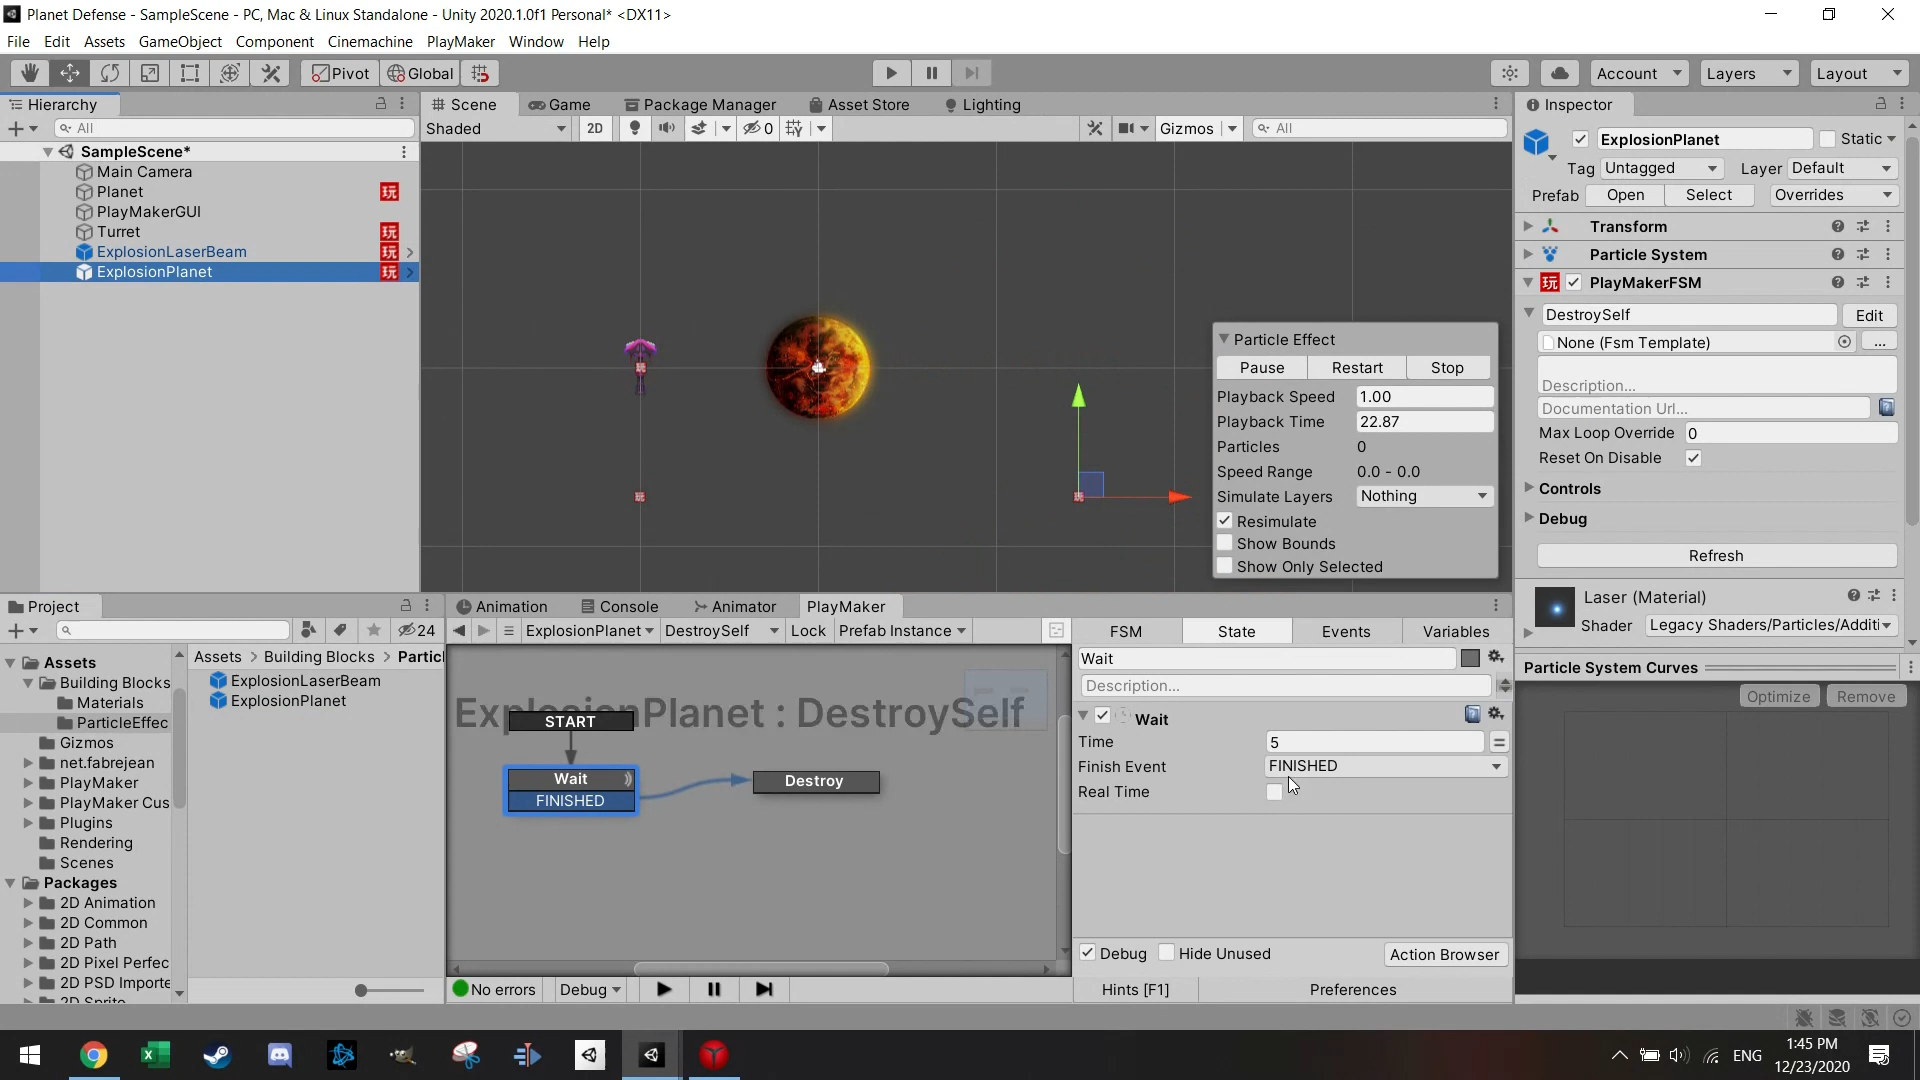 Planet Defense - SampleScene - PC, Mac & Linux Standalone - Unity 2020.1.0f1 Personal* <DX11>
File Edit Assets GameObject Component Cinemachine PlayMaker Window Help
Pivot Global Account Layers Layout
Hierarchy
All
SampleScene*
Main Camera
Planet 玩
PlayMakerGUI
Turret 玩
ExplosionLaserBeam 玩
ExplosionPlanet 玩
Scene Game Package Manager Asset Store Lighting
Shaded 2D 0 Gizmos All
Particle Effect
Pause Restart Stop
Playback Speed 1.00
Playback Time 22.87
Particles 0
Speed Range 0.0 - 0.0
Simulate Layers Nothing
Resimulate
Show Bounds
Show Only Selected
Inspector
ExplosionPlanet Static
Tag Untagged Layer Default
Prefab Open Select Overrides
Transform
Particle System
玩 PlayMakerFSM
DestroySelf Edit
None (Fsm Template) ...
Description...
Documentation Url...
Max Loop Override 0
Reset On Disable
Controls
Debug
Refresh
Laser (Material)
Shader Legacy Shaders/Particles/Additi
Particle System Curves
Optimize Remove
Project
24
Assets
Building Blocks
Materials
ParticleEffec
Gizmos
net.fabrejean
PlayMaker
PlayMaker Cus
Plugins
Rendering
Scenes
Packages
2D Animation
2D Common
2D Path
2D Pixel Perfec
2D PSD Importe
2D Sprite
Assets > Building Blocks > Partic
ExplosionLaserBeam
ExplosionPlanet
Animation Console Animator PlayMaker
ExplosionPlanet DestroySelf Lock Prefab Instance
ExplosionPlanet : DestroySelf
START
Wait
FINISHED
Destroy
No errors Debug
FSM State Events Variables
Wait
Description...
Wait
Time 5
Finish Event FINISHED
Real Time
Debug Hide Unused Action Browser
Hints [F1] Preferences
ENG
1:45 PM
12/23/2020